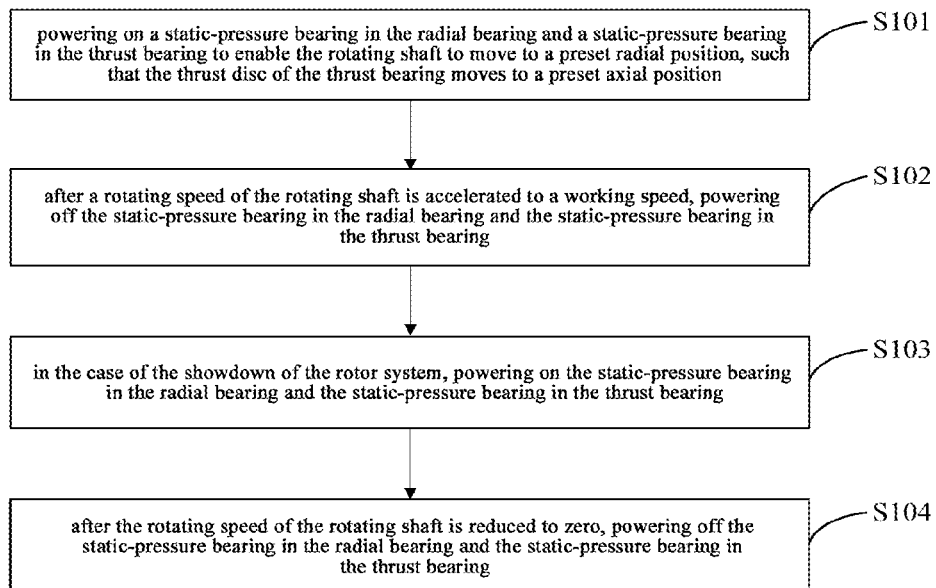 powering on a static-pressure bearing in the radial bearing and a static-pressure bearing
in the thrust bearing to enable the rotating shaft to move to a preset radial position, such
that the thrust disc of the thrust bearing moves to a preset axial position
S101
after a rotating speed of the rotating shaft is accelerated to a working speed, powering
off the static-pressure bearing in the radial bearing and the static-pressure bearing in
the thrust bearing
S102
in the case of the showdown of the rotor system, powering on the static-pressure bearing
in the radial bearing and the static-pressure bearing in the thrust bearing
S103
after the rotating speed of the rotating shaft is reduced to zero, powering off the
static-pressure bearing in the radial bearing and the static-pressure bearing in
the thrust bearing
S104